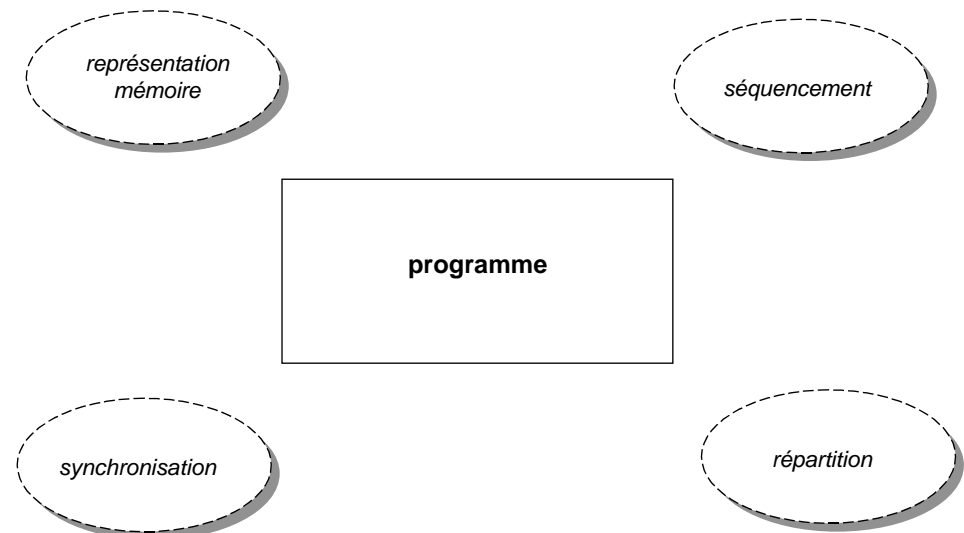 représentation
mémoire
séquencement
programme
synchronisation
répartition